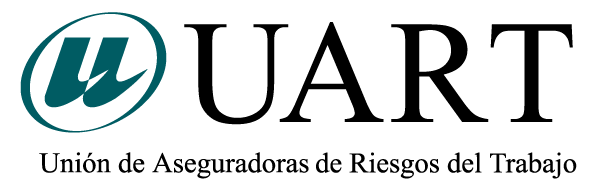 u UART
Unión de Aseguradoras de Riesgos del Trabajo